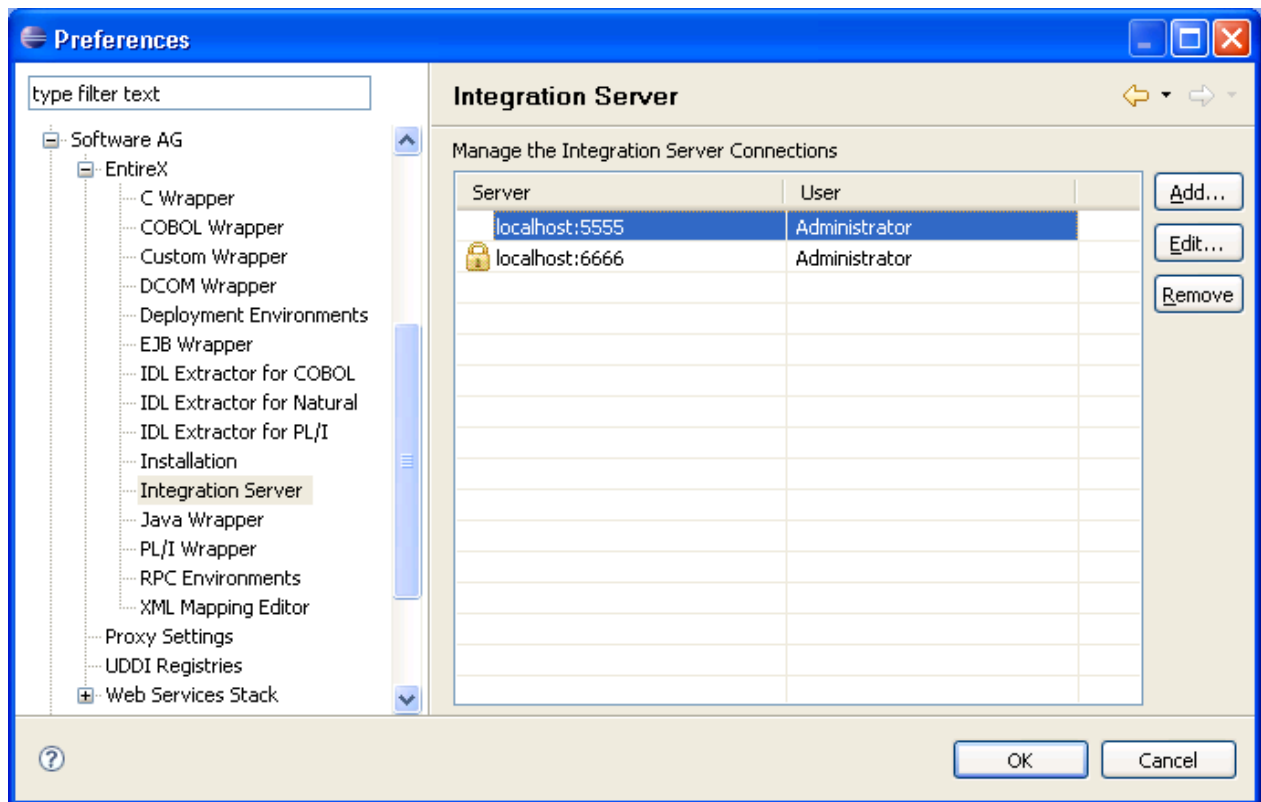 Preferences
type filter text
Software AG
EntireX
C Wrapper
COBOL Wrapper
Custom Wrapper
DCOM Wrapper
Deployment Environments
EJB Wrapper
IDL Extractor for COBOL
IDL Extractor for Natural
IDL Extractor for PL/I
Installation
Integration Server
Java Wrapper
PL/I Wrapper
RPC Environments
XML Mapping Editor
Proxy Settings
UDDI Registries
Web Services Stack
Integration Server
Manage the Integration Server Connections
Server User
localhost:5555 Administrator
localhost:6666 Administrator
Add...
Edit...
Remove
OK Cancel